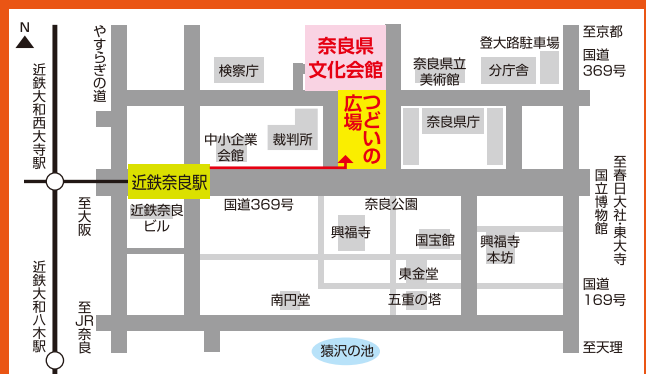 N
やすらぎの道
近鉄大和西大寺駅
検察庁
奈良県
文化会館
奈良県立
美術館
登大路駐車場
分庁舎
至京都
国道
369号
中小企業
会館
裁判所
つどいの
広場
奈良県庁
近鉄奈良駅
至春日大社・東大寺
国立博物館
至大阪
近鉄奈良
ビル
国道369号
奈良公園
興福寺
国宝館
興福寺
本坊
東金堂
南円堂
五重の塔
国道
169号
近鉄大和八木駅
至
JR
奈良
猿沢の池
至天理